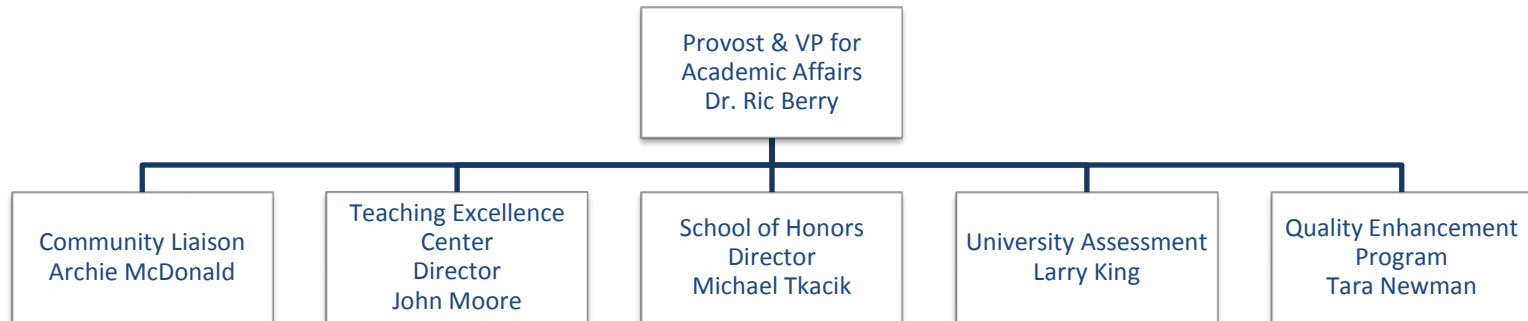 Provost & VP for
Academic Affairs
Dr. Ric Berry
Community Liaison
Archie McDonald
Teaching Excellence
Center
Director
John Moore
School of Honors
Director
Michael Tkacik
University Assessment
Larry King
Quality Enhancement
Program
Tara Newman